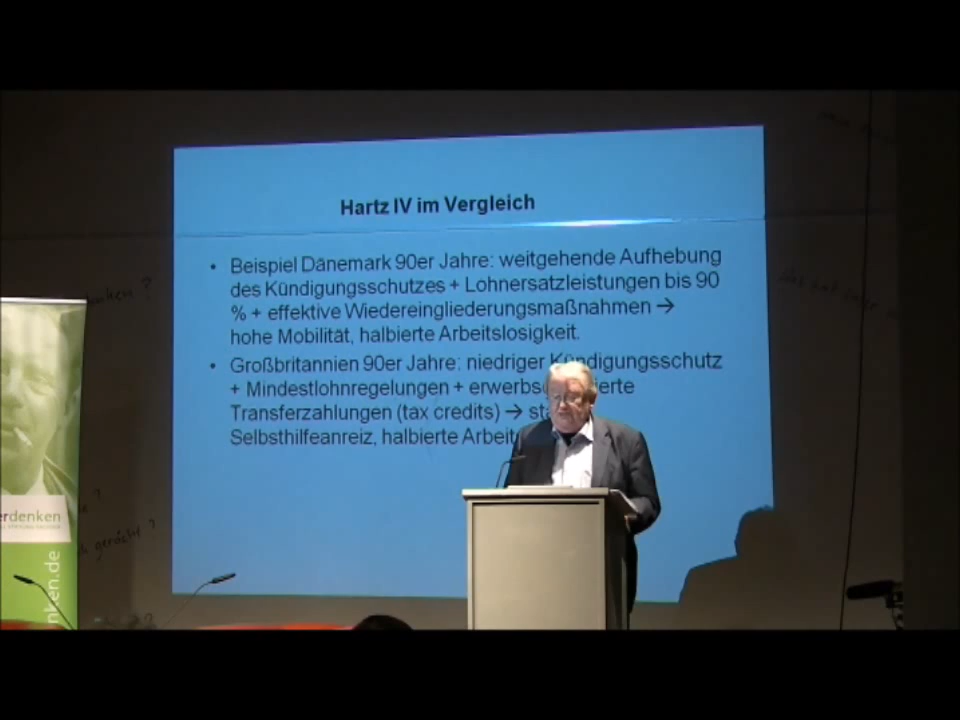 Hartz IV im Vergleich
• Beispiel Dänemark 90er Jahre: weitgehende Aufhebung
des Kündigungsschutzes + Lohnersatzleistungen bis 90
% + effektive Wiedereingliederungsmaßnahmen →
hohe Mobilität, halbierte Arbeitslosigkeit.
• Großbritannien 90er Jahre: niedriger Kündigungsschutz
+ Mindestlohnregelungen +
Transferzahlungen (tax credits) →
Selbsthilfeanreiz, halbierte
erdenken
nken.de